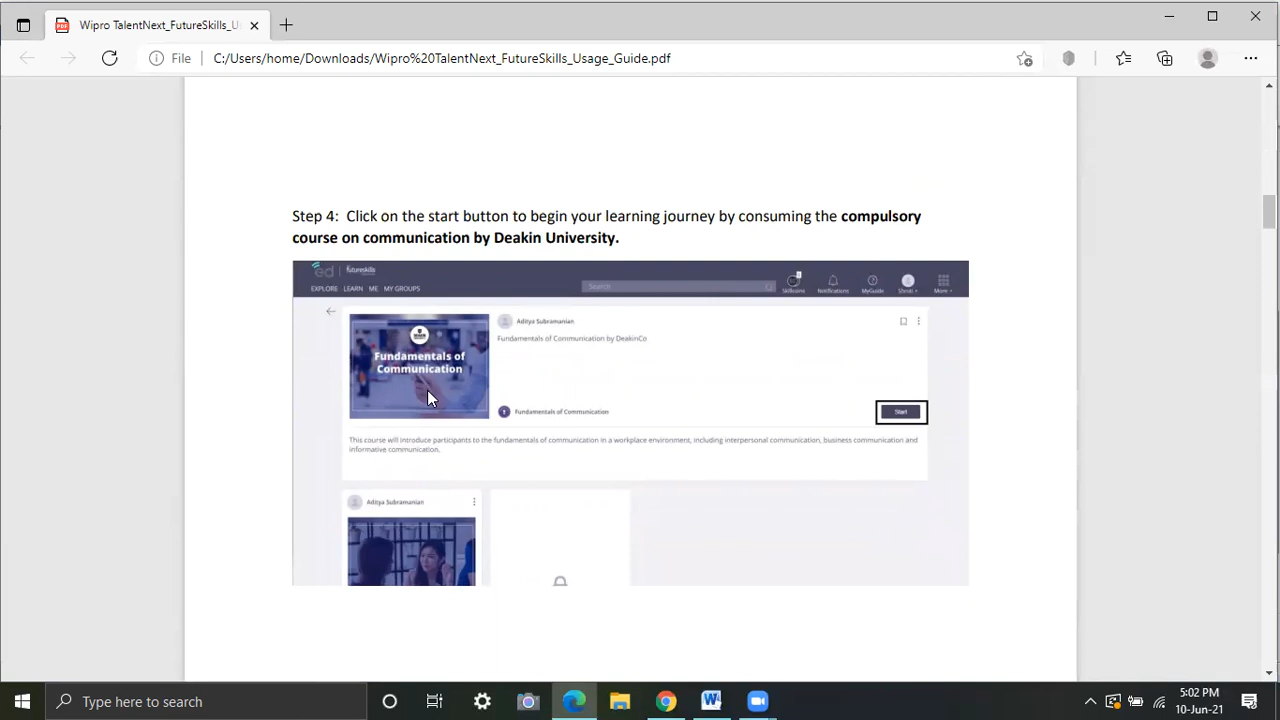 Wipro TalentNext_FutureSkills_U
File
C:/Users/home/Downloads/Wipro%20TalentNext_FutureSkills_Usage_Guide.pdf
Step 4: Click on the start button to begin your learning journey by consuming the compulsory
course on communication by Deakin University.
ed futureskills
Search
EXPLORE LEARN ME MY GROUPS
Skillcoins Notifications MyGuide Shruti More
Aditya Subramanian
Fundamentals of Communication by DeakinCo
Fundamentals of
Communication
Fundamentals of Communication
Start
This course will introduce participants to the fundamentals of communication in a workplace environment, including interpersonal communication, business communication and
informative communication.
Aditya Subramanian
Type here to search
5:02 PM
10-Jun-21